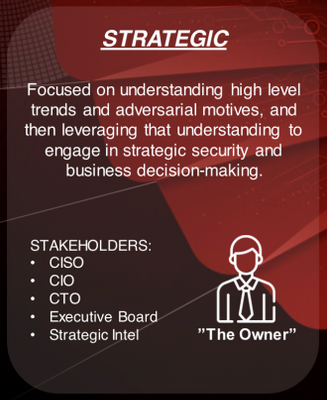 STRATEGIC
Focused on understanding high level
trends and adversarial motives, and
then leveraging that understanding to
engage in strategic security and
business decision-making.
STAKEHOLDERS:
• CISO
• CIO
• CTO
• Executive Board
• Strategic Intel
”The Owner”